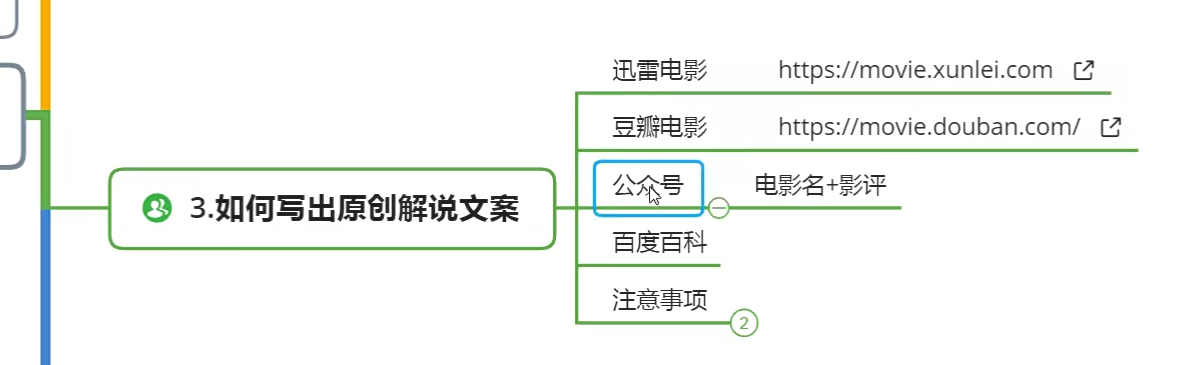 迅雷电影 https://movie.xunlei.com
豆瓣电影 https://movie.douban.com/
公众号 电影名+影评
3.如何写出原创解说文案
百度百科
注意事项
2